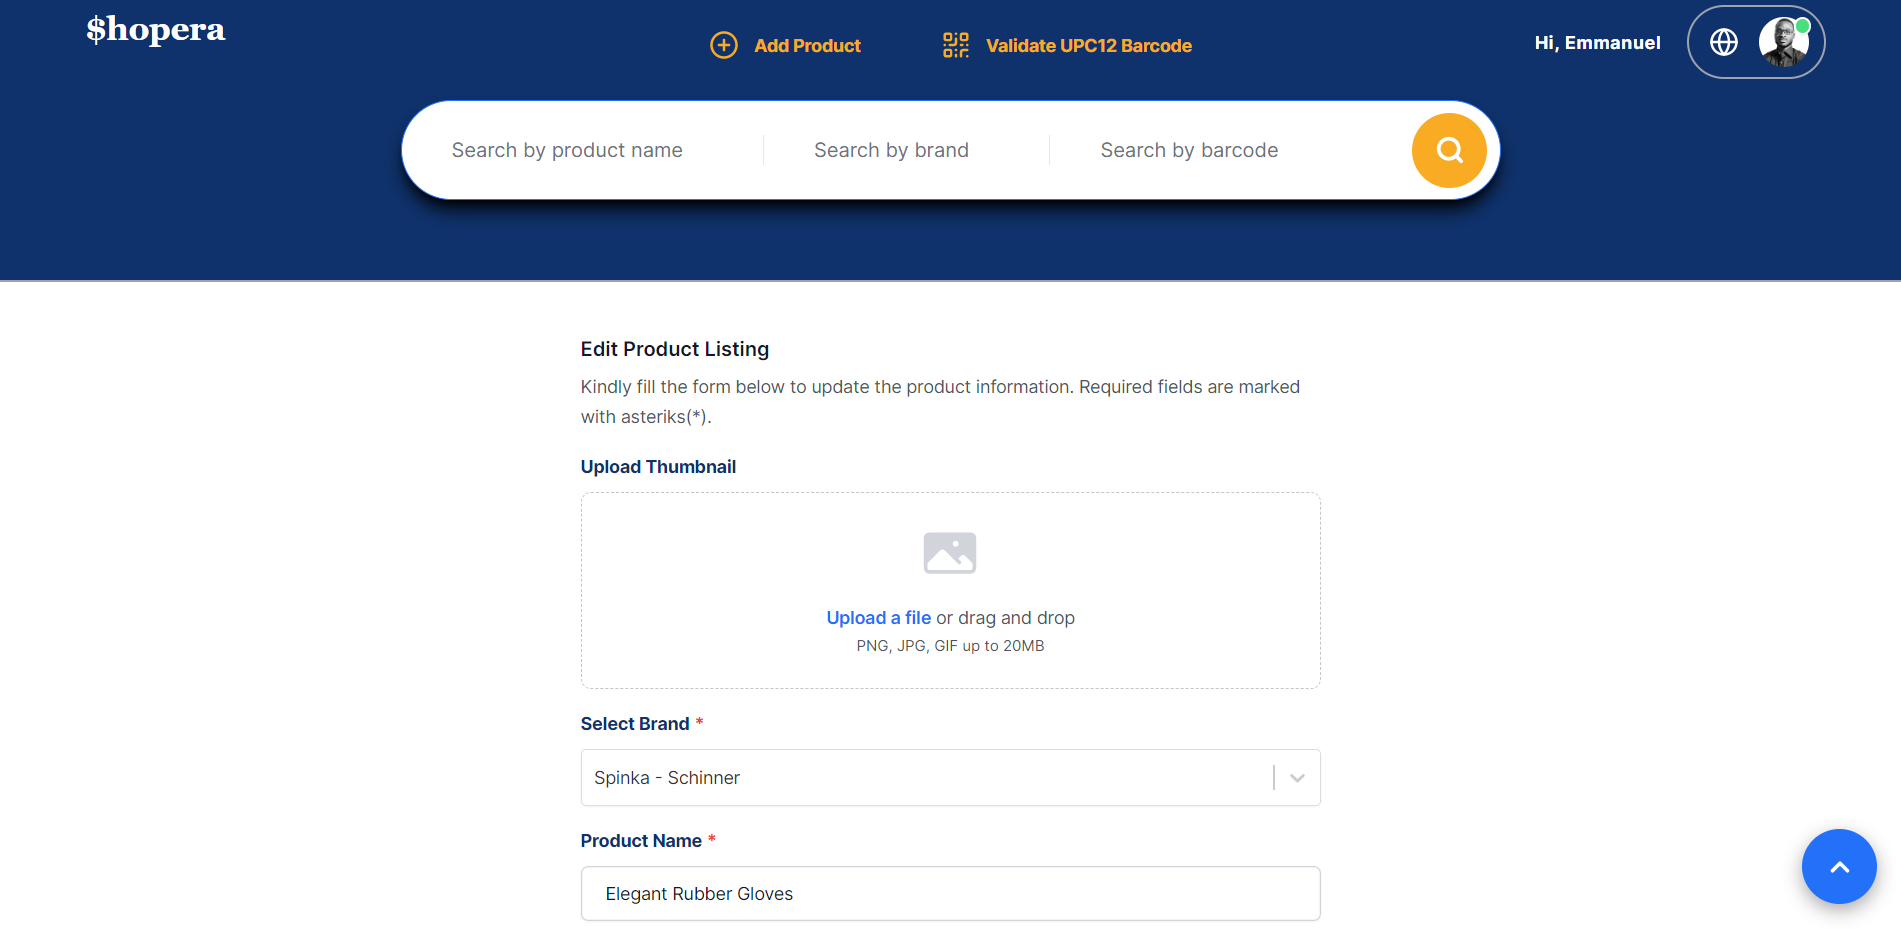 $hopera
Add Product
Validate UPC12 Barcode
Hi, Emmanuel
Search by product name
Search by brand
Search by barcode
Edit Product Listing
Kindly fill the form below to update the product information. Required fields are marked
with asteriks(*).
Upload Thumbnail
Upload a file or drag and drop
PNG, JPG, GIF up to 20MB
Select Brand *
Spinka - Schinner
Product Name *
Elegant Rubber Gloves